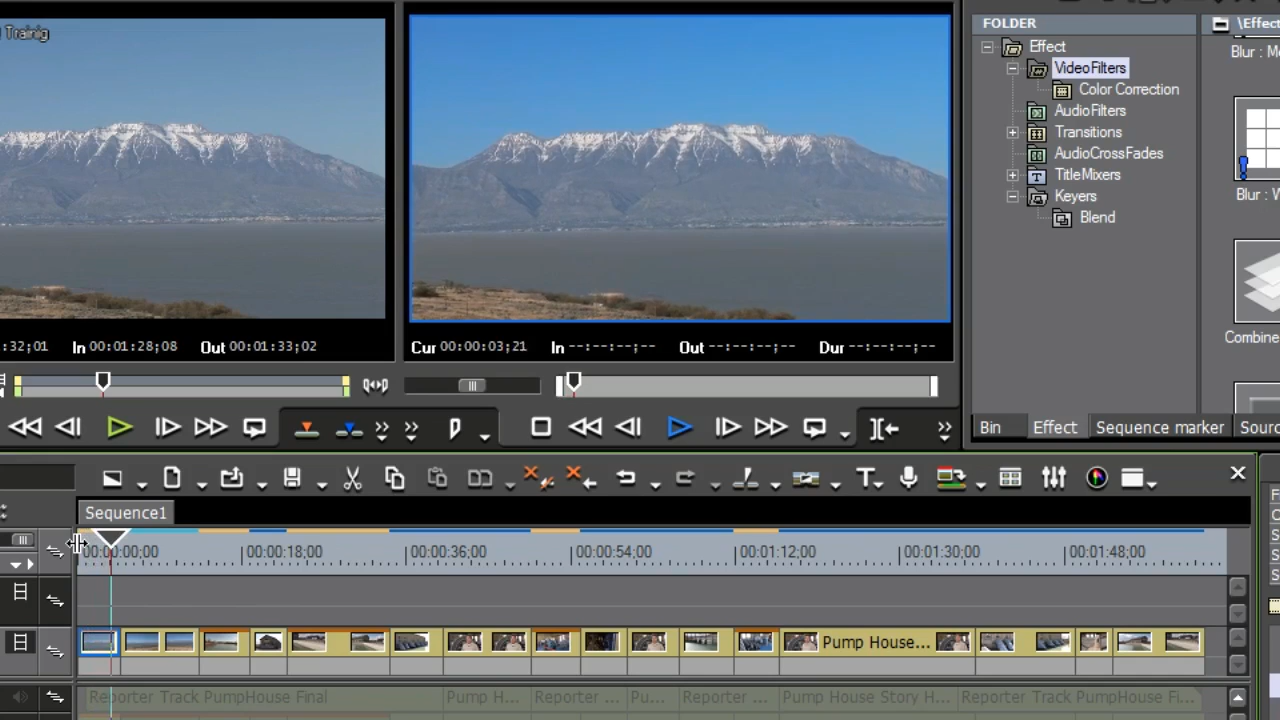 Trainig
FOLDER
\Effect
Effect
VideoFilters
Color Correction
AudioFilters
Transitions
AudioCrossFades
TitleMixers
Keyers
Blend
Blur : 
Blur : 
Combine
:32;01 In 00:01:28;08 Out 00:01:33;02
Cur 00:00:03;21 In --:--:--;-- Out --:--:--;-- Dur --:--:--;--
Bin Effect Sequence marker
Sequence1
00:00:00;00 00:00:18;00 00:00:36;00 00:00:54;00 00:01:12;00 00:01:30;00 00:01:48;00
Pump House...
Reporter Track PumpHouse Final Pump H... Reporter ... Pu... Reporter ... Pump House Story H... Reporter Track PumpHouse Fi...